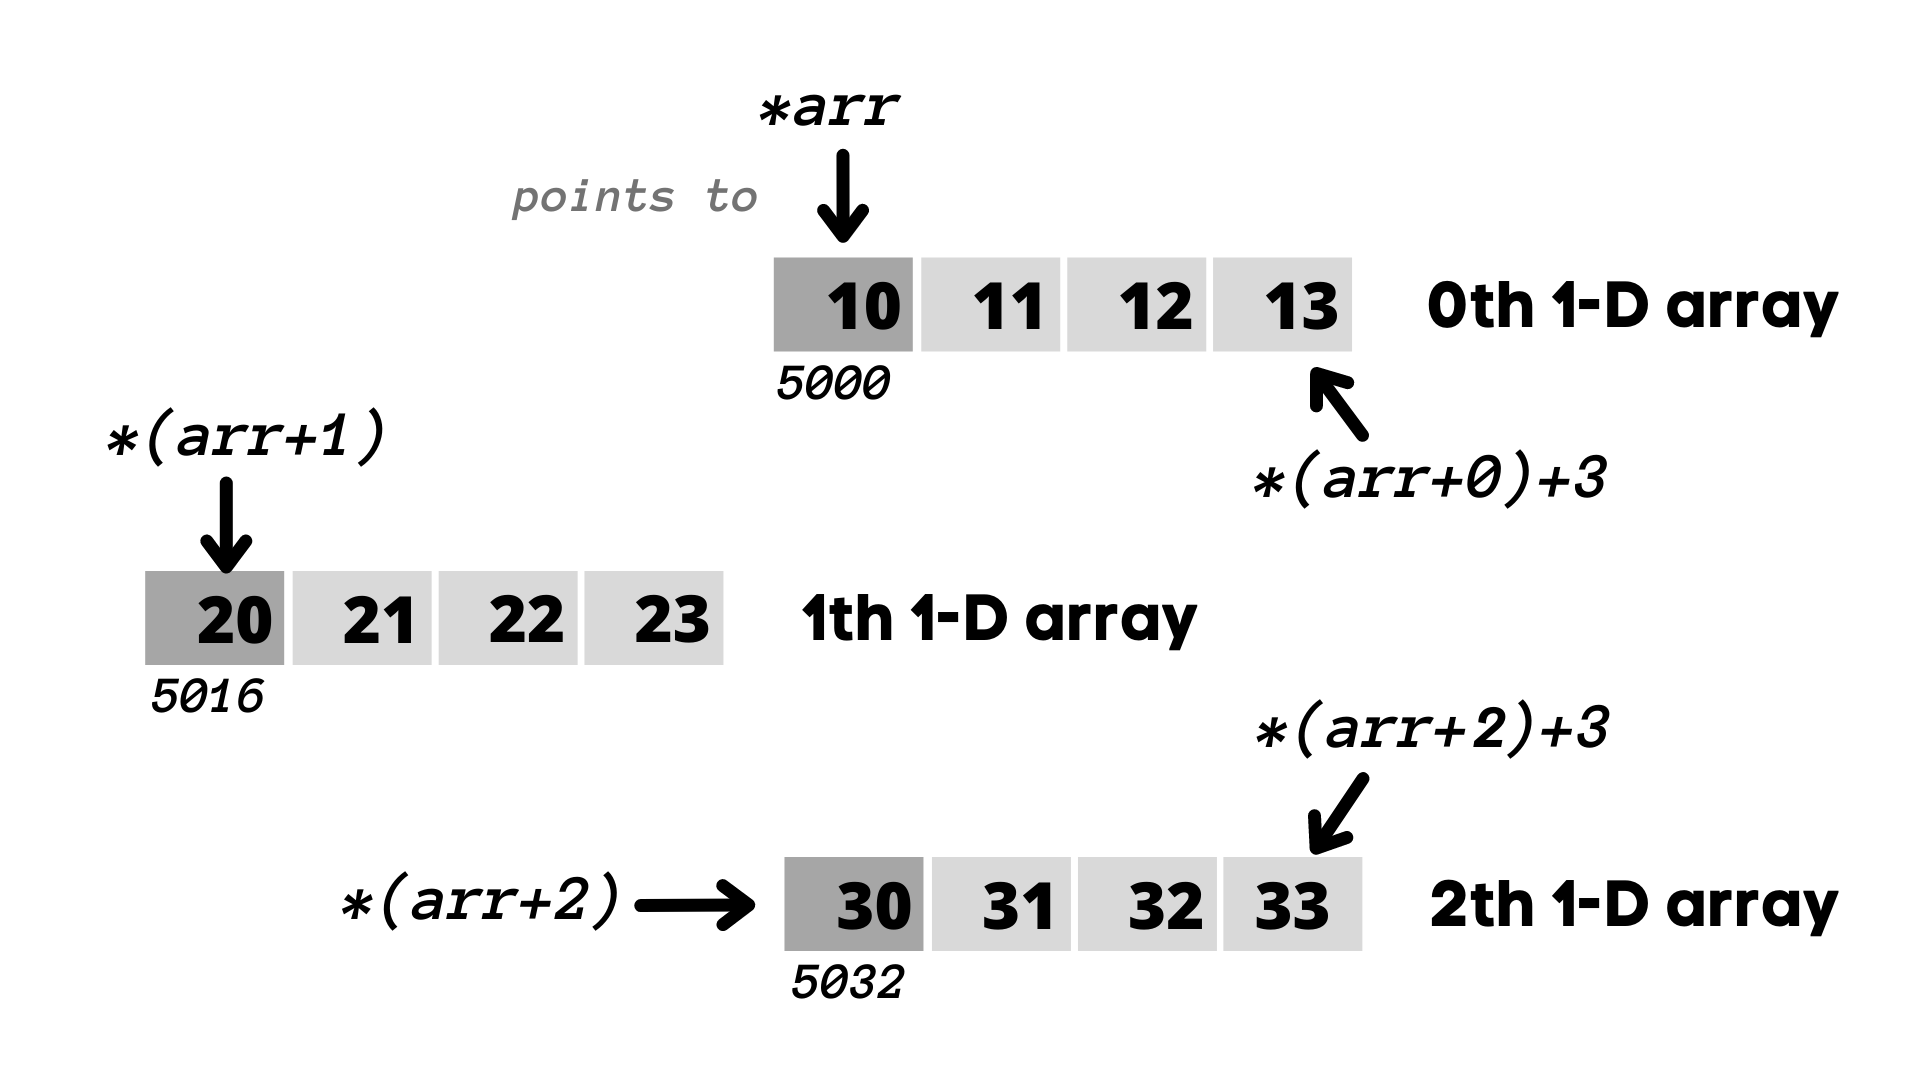 *arr
points to
10 11 12 13 0th 1-D array
5000
*(arr+1)
*(arr+0)+3
20 21 22 23 1th 1-D array
5016
*(arr+2)+3
*(arr+2)
30 31 32 33 2th 1-D array
5032